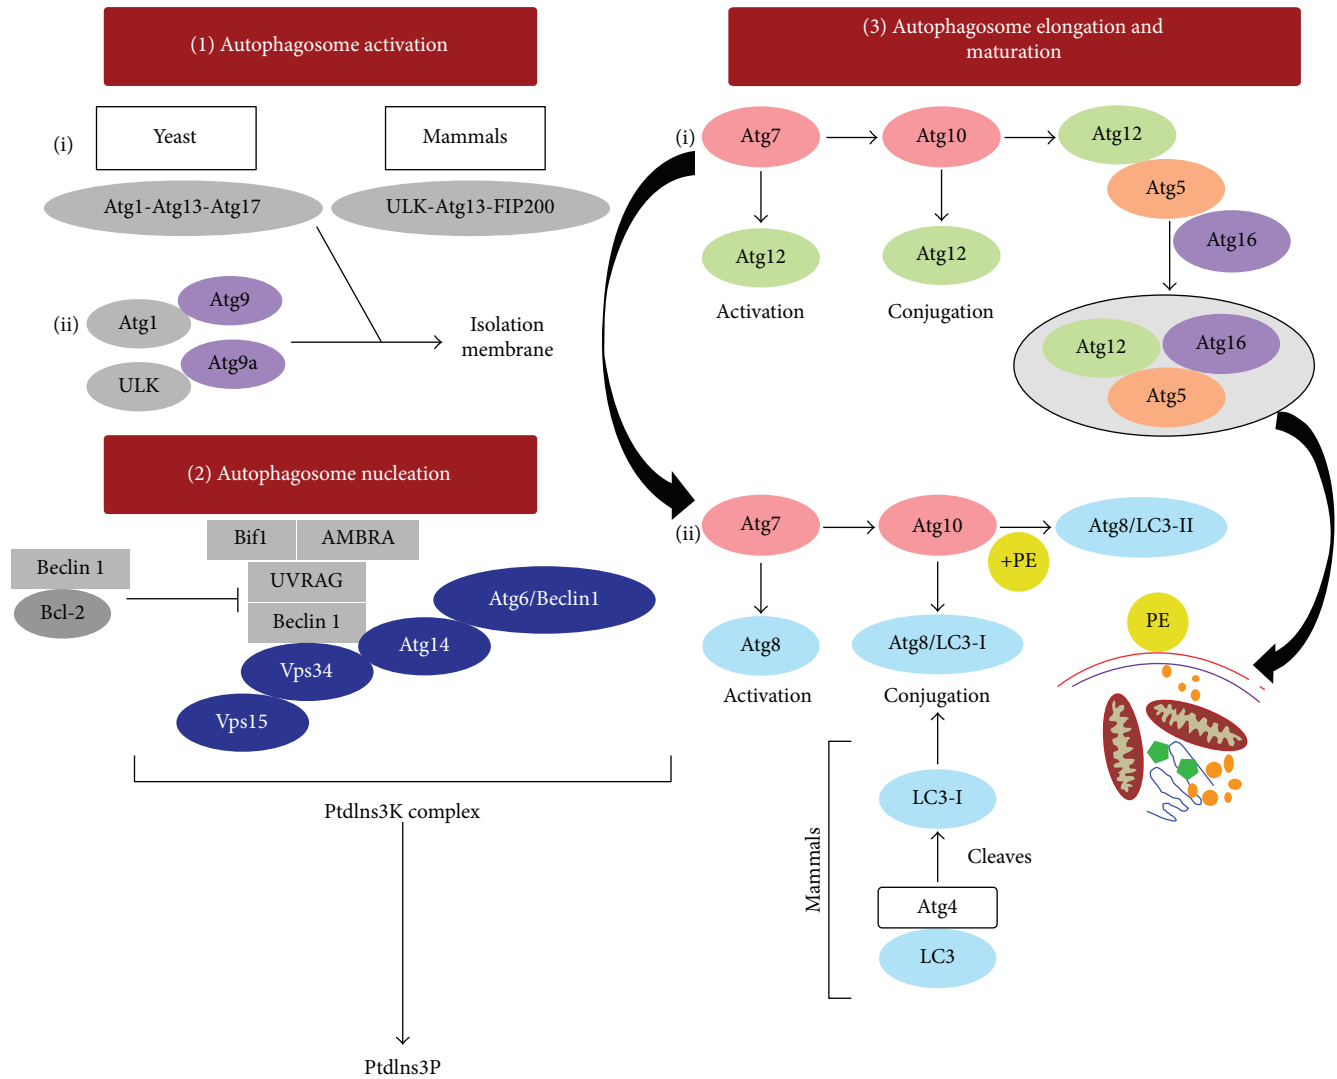 (1) Autophagosome activation
(i)
Yeast
Mammals
Atg1-Atg13-Atg17
ULK-Atg13-FIP200
(ii)
Atg1
Atg9
ULK
Atg9a
Isolation
membrane
(2) Autophagosome nucleation
Beclin 1
Bcl-2
Bif1
AMBRA
UVRAG
Beclin 1
Atg6/Beclin1
Atg14
Vps34
Vps15
Ptdlns3K complex
Ptdlns3P
(3) Autophagosome elongation and
maturation
(i)
Atg7
Atg10
Atg12
Atg5
Atg16
Atg12
Atg12
Activation
Conjugation
Atg12
Atg16
Atg5
(ii)
Atg7
Atg10
+PE
Atg8/LC3-II
Atg8
Atg8/LC3-I
Activation
Conjugation
PE
Mammals
LC3-I
Cleaves
Atg4
LC3